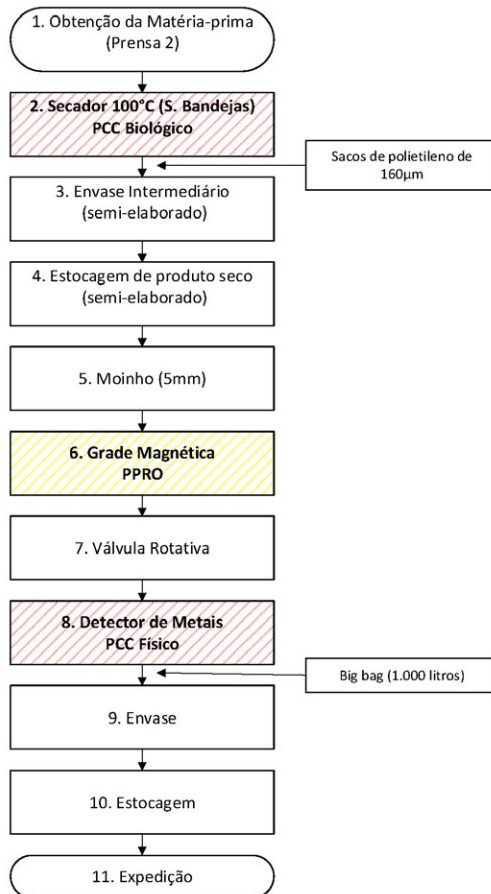 1. Obtenção da Matéria-prima
(Prensa 2)
2. Secador 100°C (S. Bandejas)
PCC Biológico
Sacos de polietileno de
160µm
3. Envase Intermediário
(semi-elaborado)
4. Estocagem de produto seco
(semi-elaborado)
5. Moinho (5mm)
6. Grade Magnética
PPRO
7. Válvula Rotativa
8. Detector de Metais
PCC Físico
Big bag (1.000 litros)
9. Envase
10. Estocagem
11. Expedição